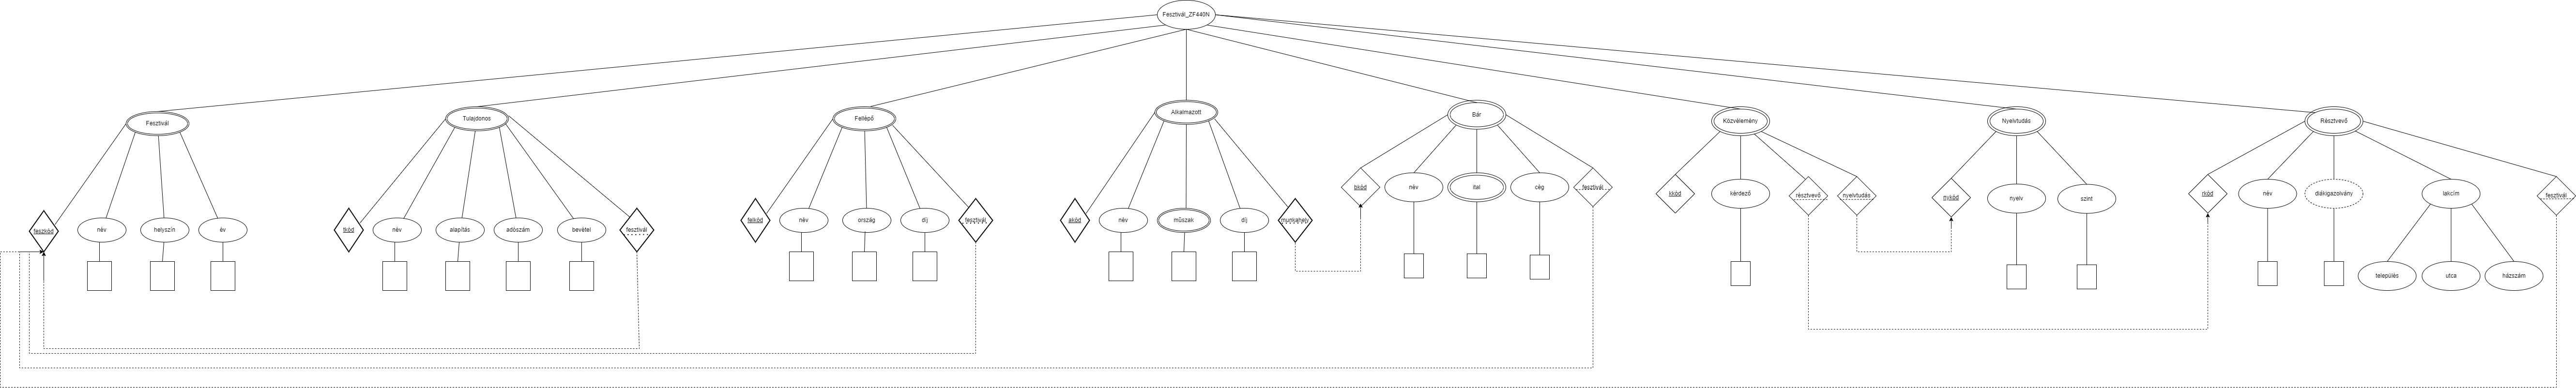 Fesztivál_ZF440N
Fesztivál
Tulajdonos
Fellépő
Alkalmazott
Bár
Közvélemény
Nyelvtudás
Résztvevő
feszkód
név
helyszín
év
tkód
név
alapítás
adószám
bevétel
fesztivál
felkód
név
ország
díj
fesztivál
akód
név
műszak
díj
munkahely
bkód
név
ital
cég
fesztivál
kkód
kérdező
résztvevő
nyelvtudás
nykód
nyelv
szint
rkód
név
diákigazolvány
lakcím
fesztivál
település
utca
házszám